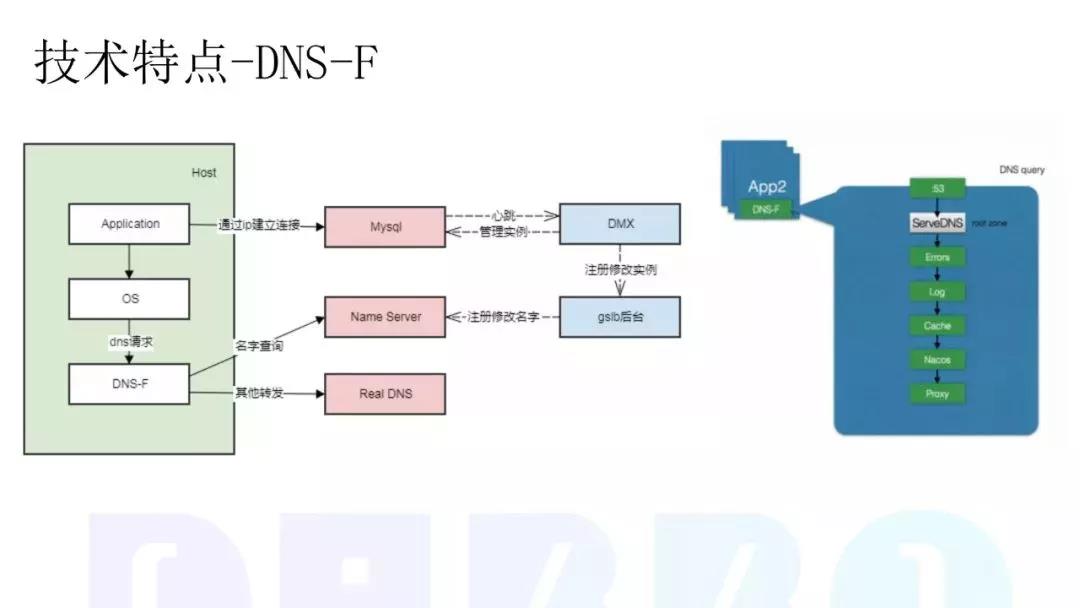 技术特点-DNS-F
Host
Application
OS
dns请求
DNS-F
通过ip建立连接
名字查询
其他转发
Mysql
Name Server
Real DNS
心跳
管理实例
注册修改名字
DMX
注册修改实例
gslb后台
App2
DNS-F
DNS query
:53
ServeDNS
root zone
Errors
Log
Cache
Nacos
Proxy
DUBBO